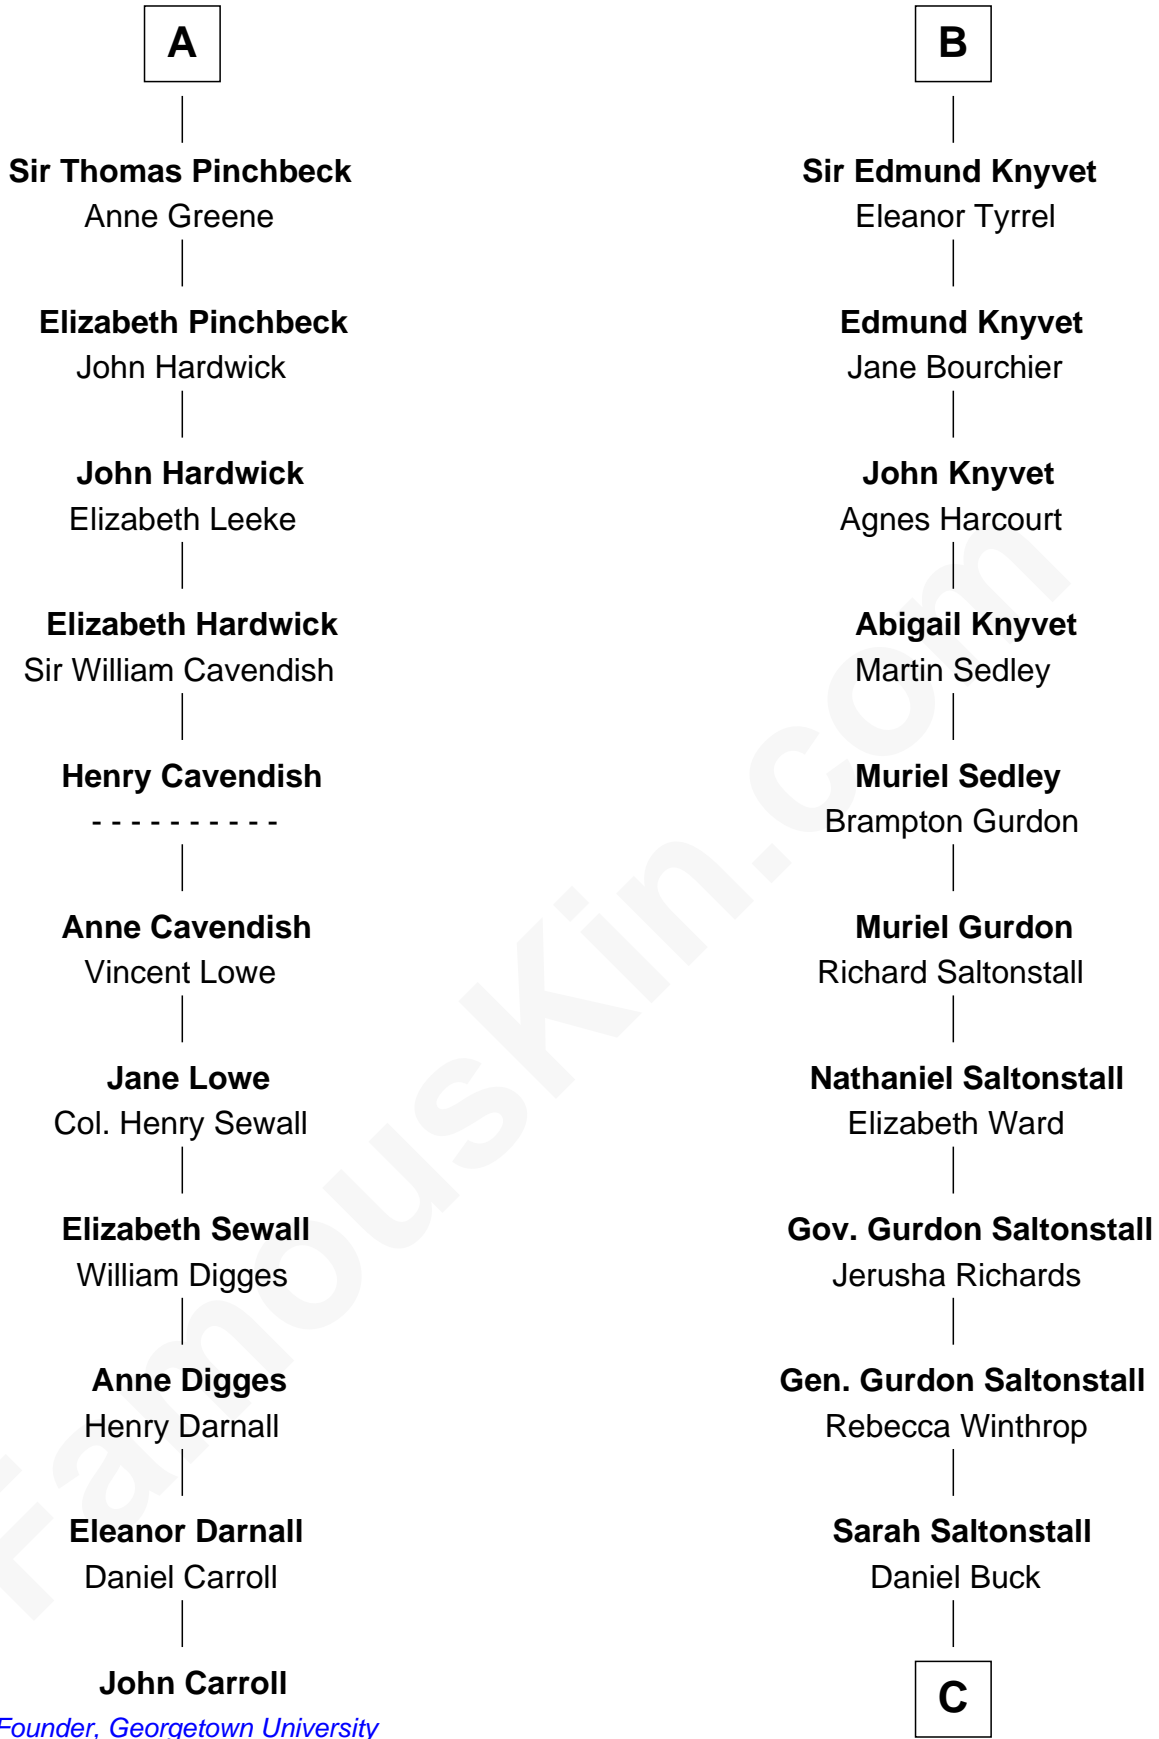 A
Sir Thomas Pinchbeck
Anne Greene
Elizabeth Pinchbeck
John Hardwick
John Hardwick
Elizabeth Leeke
Elizabeth Hardwick
Sir William Cavendish
Henry Cavendish
- - - - - - - - - -
Anne Cavendish
Vincent Lowe
Jane Lowe
Col. Henry Sewall
Elizabeth Sewall
William Digges
Anne Digges
Henry Darnall
Eleanor Darnall
Daniel Carroll
John Carroll
Founder, Georgetown University
B
Sir Edmund Knyvet
Eleanor Tyrrel
Edmund Knyvet
Jane Bourchier
John Knyvet
Agnes Harcourt
Abigail Knyvet
Martin Sedley
Muriel Sedley
Brampton Gurdon
Muriel Gurdon
Richard Saltonstall
Nathaniel Saltonstall
Elizabeth Ward
Gov. Gurdon Saltonstall
Jerusha Richards
Gen. Gurdon Saltonstall
Rebecca Winthrop
Sarah Saltonstall
Daniel Buck
C
FamousKin.com